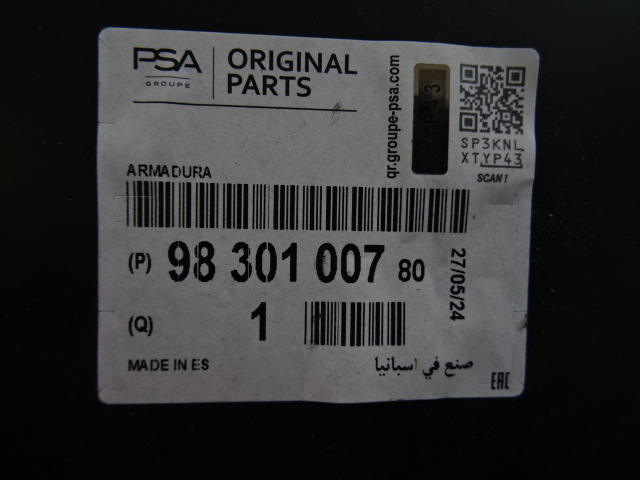 PSA
GROUPE
ORIGINAL
PARTS
qr.groupe-psa.com
P43
SP3KNL
XTYP43
SCAN!
ARMADURA
(P) 98 301 007 80
27/05/24
(Q) 1
MADE IN ES
صنع في اسبانيا
EAC